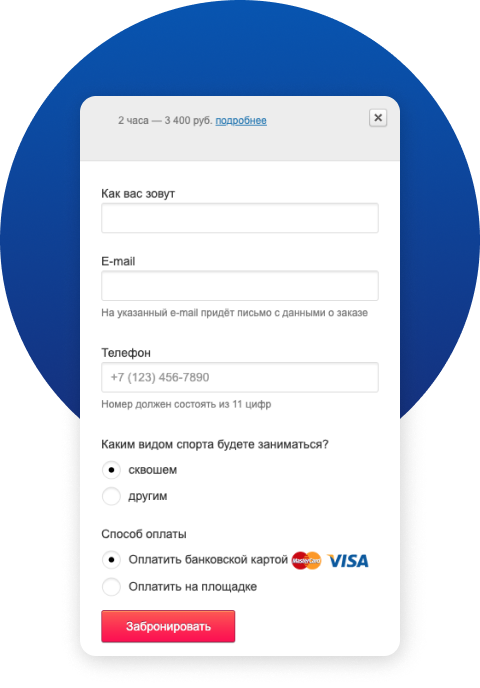 2 часа — 3 400 руб. подробнее
Как вас зовут
E-mail
На указанный e-mail придёт письмо с данными о заказе
Телефон
+7 (123) 456-7890
Номер должен состоять из 11 цифр
Каким видом спорта будете заниматься?
сквошем
другим
Способ оплаты
Оплатить банковской картой MasterCard VISA
Оплатить на площадке
Забронировать